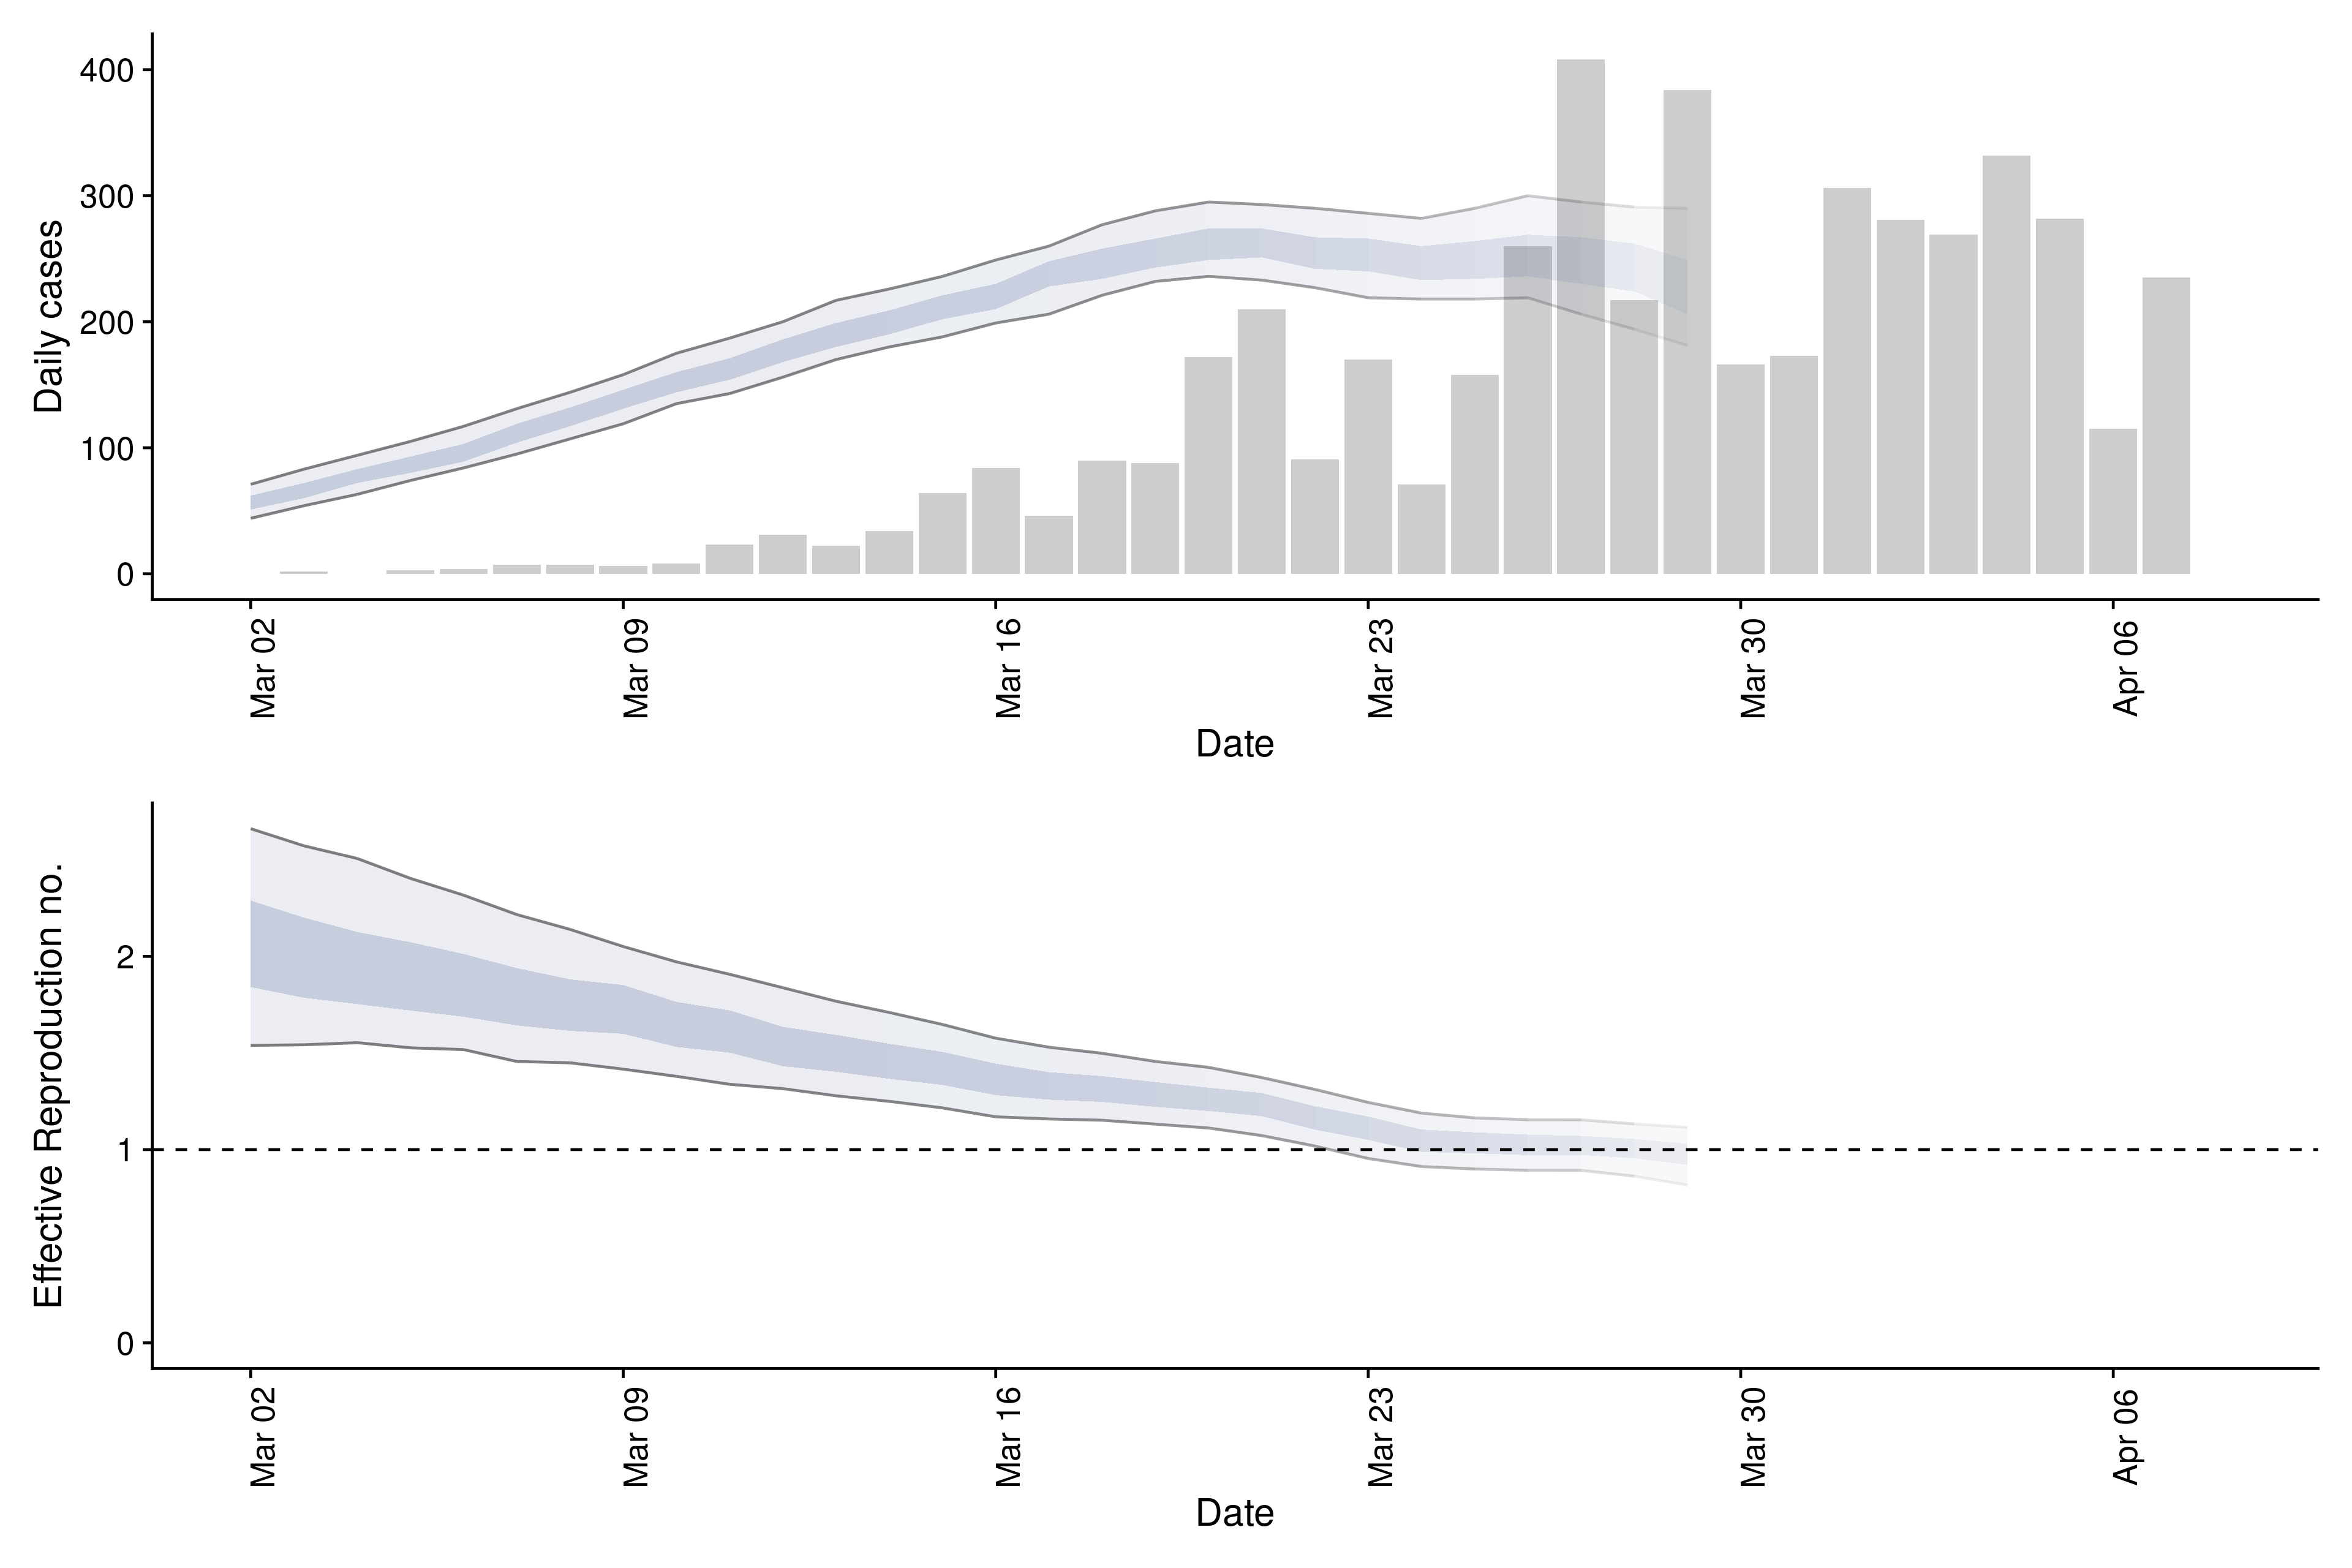 Daily cases
400
300
200
100
0
Mar 02
Mar 09
Mar 16
Mar 23
Mar 30
Apr 06
Date
Effective Reproduction no.
2
1
0
Mar 02
Mar 09
Mar 16
Mar 23
Mar 30
Apr 06
Date